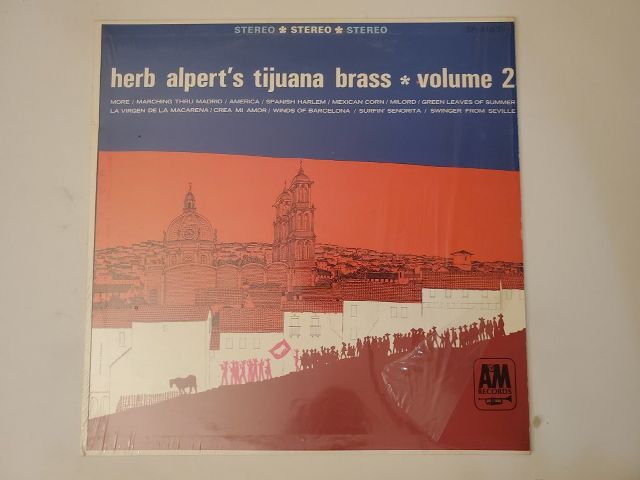 STEREO * STEREO * STEREO
herb alpert's tijuana brass * volume 2
MORE / MARCHING THRU MADRID / AMERICA / SPANISH HARLEM / MEXICAN CORN / MILORD / GREEN LEAVES OF SUMMER
LA VIRGEN DE LA MACARENA / CREA MI AMOR / WINDS OF BARCELONA / SURFIN' SENORITA / SWINGER FROM SEVILLE
A&M
RECORDS